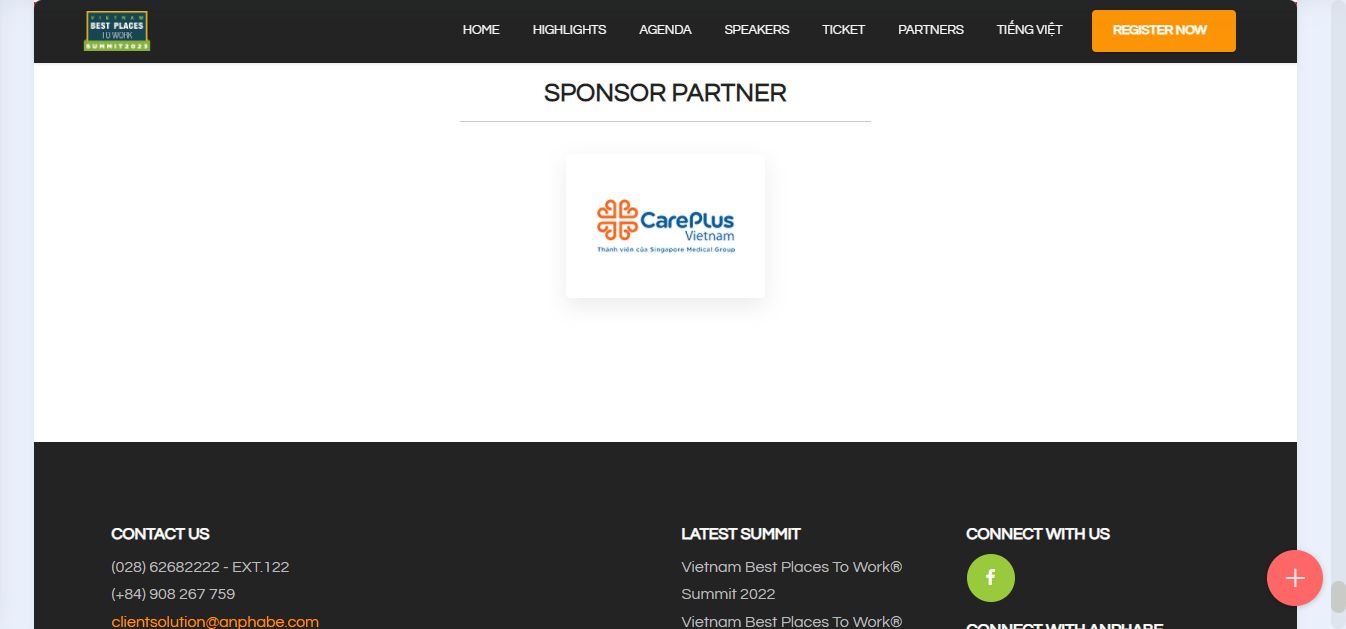 VIETNAM
BEST PLACES
TO WORK
SUMMIT2023
HOME HIGHLIGHTS AGENDA SPEAKERS TICKET PARTNERS TIẾNG VIỆT REGISTER NOW
SPONSOR PARTNER
CarePlus
Vietnam
Thành viên của Singapore Medical Group
CONTACT US
(028) 62682222 - EXT.122
(+84) 908 267 759
clientsolution@anphabe.com
LATEST SUMMIT
Vietnam Best Places To Work®
Summit 2022
Vietnam Best Places To Work®
CONNECT WITH US
f
CONNECT WITH ANPHABE